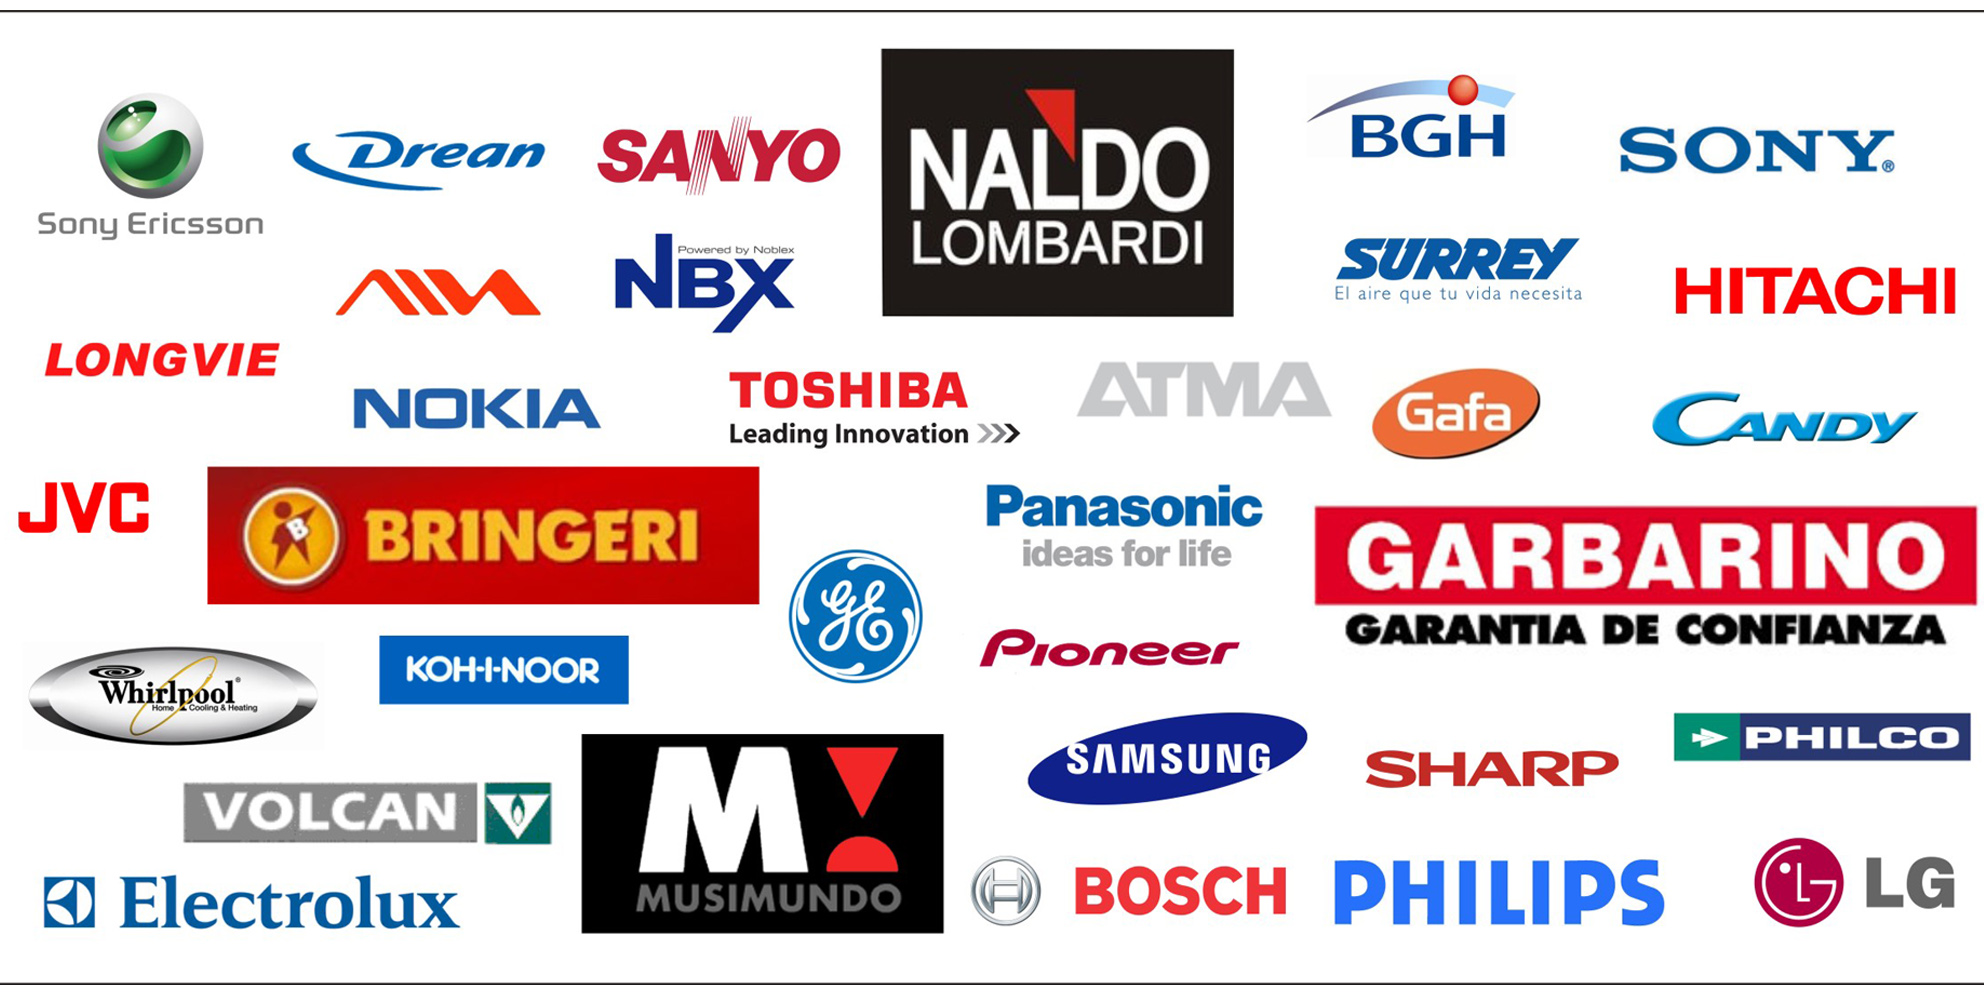 Sony Ericsson
Drean
SANYO
NALDO
LOMBARDI
BGH
SONY®
Powered by Noblex
NBX
SURREY
El aire que tu vida necesita
HITACHI
LONGVIE
NOKIA
TOSHIBA
Leading Innovation >>>
ATMA
Gafa
CANDY
JVC
B
BRINGERI
Panasonic
ideas for life
GARBARINO
GARANTIA DE CONFIANZA
GE
Pioneer
Whirlpool®
Home Cooling & Heating
KOH-I-NOOR
SAMSUNG
SHARP
PHILCO
VOLCAN
M!
MUSIMUNDO
Electrolux
BOSCH
PHILIPS
LG